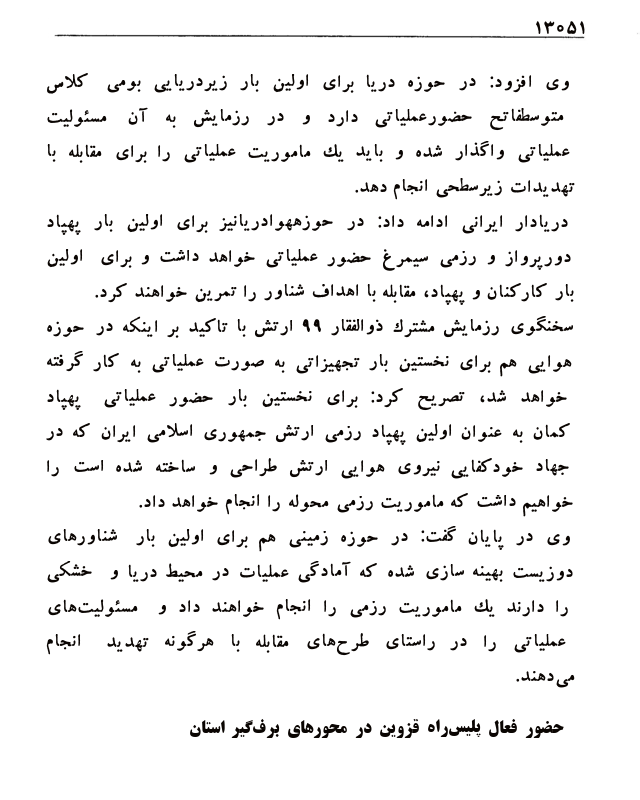 ۱۳۰۵۱
وی افزود: در حوزه دریا برای اولین بار زیردریایی بومی کلاس
متوسطفاتح حضورعملیاتی دارد و در رزمایش به آن مسئولیت
عملیاتی واگذار شده و باید یك ماموریت عملیاتی را برای مقابله با
تهدیدات زیرسطحی انجام دهد.
دریادار ایرانی ادامه داد: در حوزههوادریانیز برای اولین بار پهپاد
دورپرواز و رزمی سیمرغ حضور عملیاتی خواهد داشت و برای اولین
بار کارکنان و پهپاد، مقابله با اهداف شناور را تمرین خواهند کرد.
سخنگوی رزمایش مشترك ذوالفقار ۹۹ ارتش با تاکید بر اینکه در حوزه
هوایی هم برای نخستین بار تجهیزاتی به صورت عملیاتی به کار گرفته
خواهد شد، تصریح کرد: برای نخستین بار حضور عملیاتی پهپاد
کمان به عنوان اولین پهپاد رزمی ارتش جمهوری اسلامی ایران که در
جهاد خودکفایی نیروی هوایی ارتش طراحی و ساخته شده است را
خواهیم داشت که ماموریت رزمی محوله را انجام خواهد داد.
وی در پایان گفت: در حوزه زمینی هم برای اولین بار شناورهای
دوزیست بهینه سازی شده که آمادگی عملیات در محیط دریا و خشکی
را دارند یك ماموریت رزمی را انجام خواهند داد و مسئولیت‌های
عملیاتی را در راستای طرح‌های مقابله با هرگونه تهدید انجام
می‌دهند.
حضور فعال پلیس‌راه قزوین در محورهای برف‌گیر استان